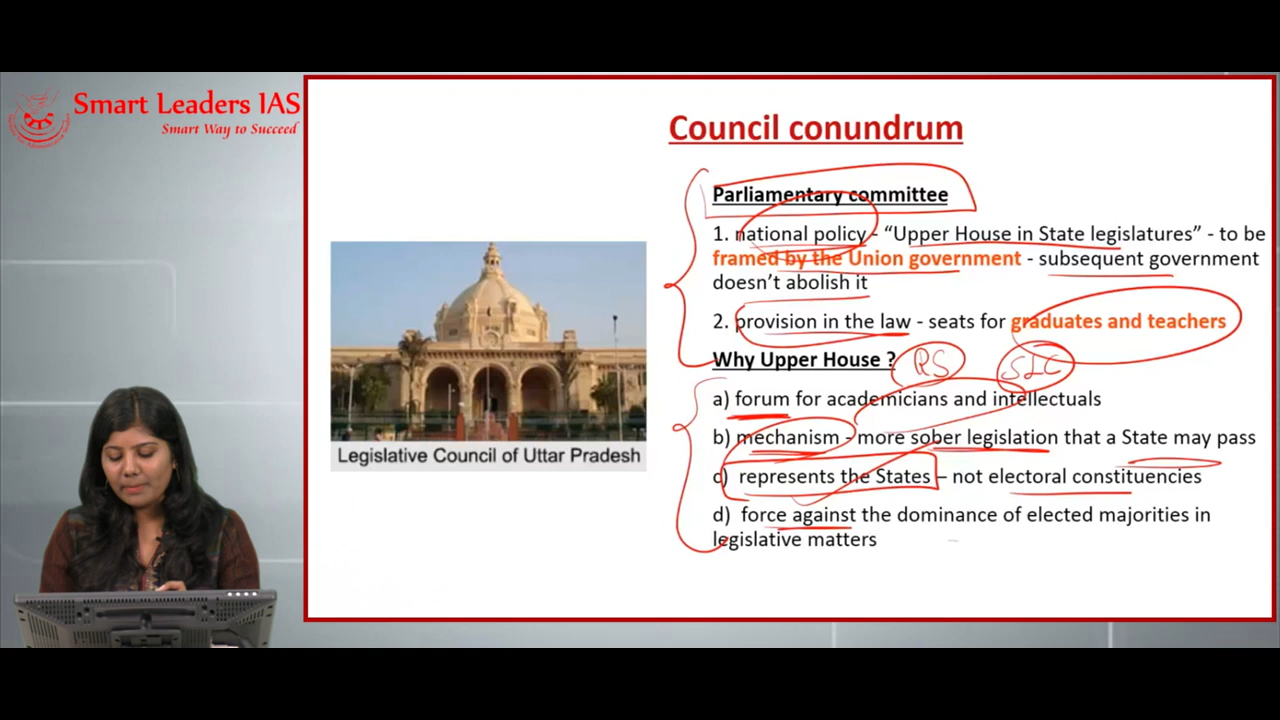 Smart Leaders IAS
Smart Way to Succeed
Council conundrum
Parliamentary committee
1. national policy - “Upper House in State legislatures” - to be
framed by the Union government - subsequent government
doesn’t abolish it
2. provision in the law - seats for graduates and teachers
Why Upper House ? RS SLC
a) forum for academicians and intellectuals
b) mechanism - more sober legislation that a State may pass
c) represents the States – not electoral constituencies
d) force against the dominance of elected majorities in
legislative matters
Legislative Council of Uttar Pradesh